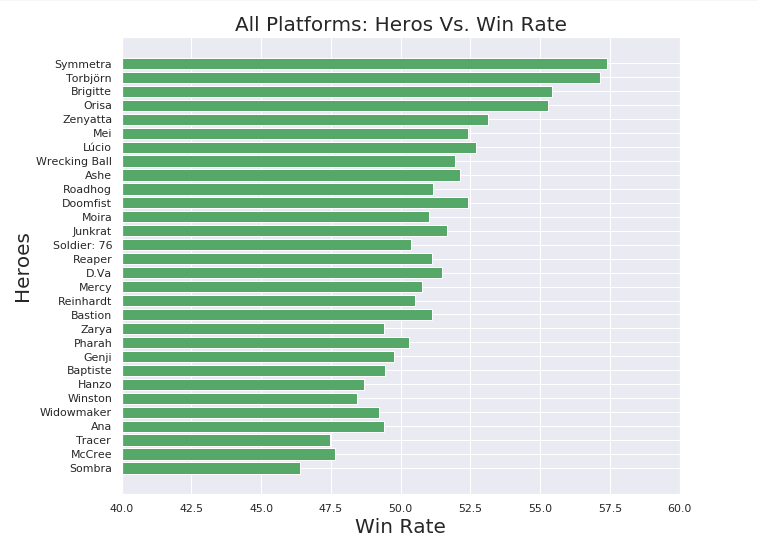 All Platforms: Heros Vs. Win Rate
Symmetra
Torbjörn
Brigitte
Orisa
Zenyatta
Mei
Lúcio
Wrecking Ball
Ashe
Roadhog
Doomfist
Moira
Junkrat
Soldier: 76
Reaper
D.Va
Mercy
Reinhardt
Bastion
Zarya
Pharah
Genji
Baptiste
Hanzo
Winston
Widowmaker
Ana
Tracer
McCree
Sombra
Heroes
40.0 42.5 45.0 47.5 50.0 52.5 55.0 57.5 60.0
Win Rate